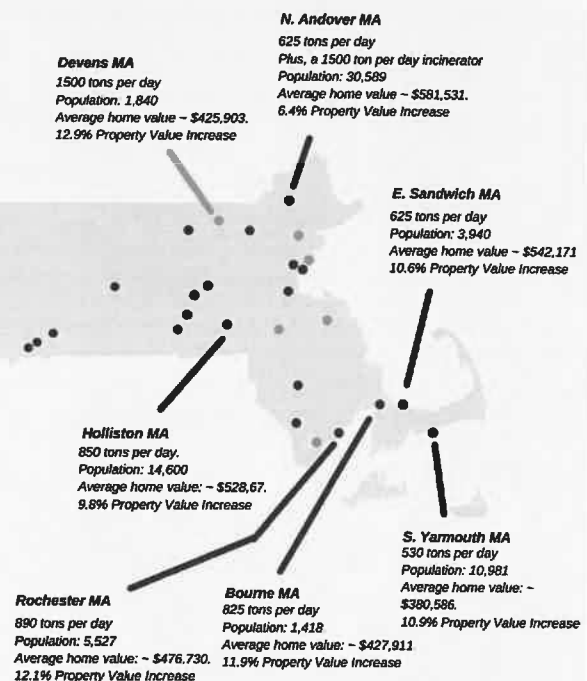 N. Andover MA
625 tons per day
Plus, a 1500 ton per day incinerator
Population: 30,589
Average home value ~ $581,531.
6.4% Property Value Increase
Devens MA
1500 tons per day
Population. 1,840
Average home value ~ $425,903.
12.9% Property Value Increase
E. Sandwich MA
625 tons per day
Population: 3,940
Average home value ~ $542,171
10.6% Property Value Increase
Holliston MA
850 tons per day.
Population: 14,600
Average home value: ~ $528,67.
9.8% Property Value Increase
S. Yarmouth MA
530 tons per day
Population: 10,981
Average home value: ~
$380,586.
10.9% Property Value Increase
Rochester MA
890 tons per day
Population: 5,527
Average home value: ~ $476,730.
12.1% Property Value Increase
Bourne MA
825 tons per day
Population: 1,418
Average home value: ~ $427,911
11.9% Property Value Increase